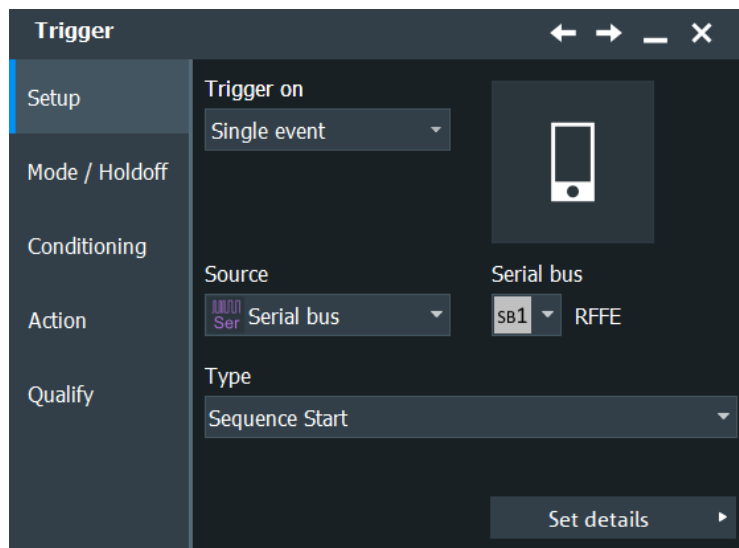 Trigger
Setup
Mode / Holdoff
Conditioning
Action
Qualify
Trigger on
Single event
Source
Serial bus
Ser Serial bus
SB1 RFFE
Type
Sequence Start
Set details